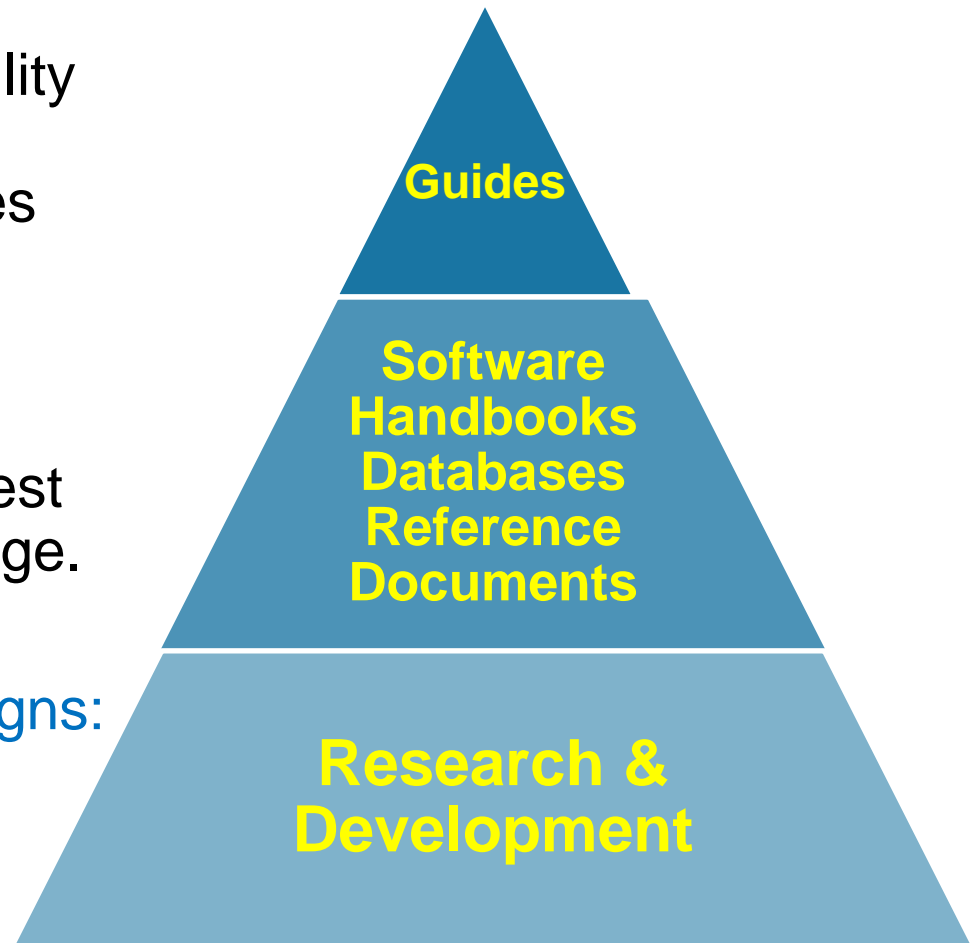 lity
es
est
ge.
gns:
Guides
Software
Handbooks
Databases
Reference
Documents
Research &
Development